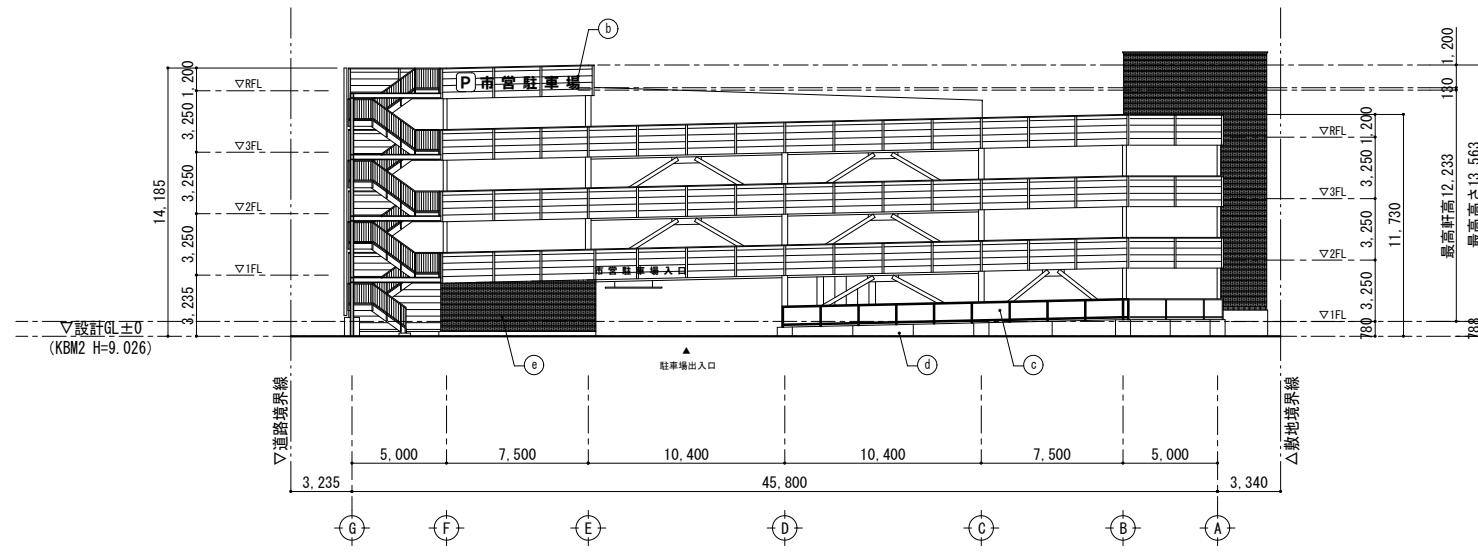 b
P 市営駐車場
1,200
3,250
3,250
3,250
3,235
14,185
▽RFL
▽3FL
▽2FL
▽1FL
▽設計GL±0
(KBM2 H=9.026)
市営駐車場入口
e
▲
駐車場出入口
d
c
▽RFL
▽3FL
▽2FL
▽1FL
1,200
3,250
3,250
3,250
780
11,730
1,200
130
最高軒高12,233
最高高さ13,563
788
▽道路境界線
△敷地境界線
5,000 7,500 10,400 10,400 7,500 5,000
3,235 45,800 3,340
G F E D C B A